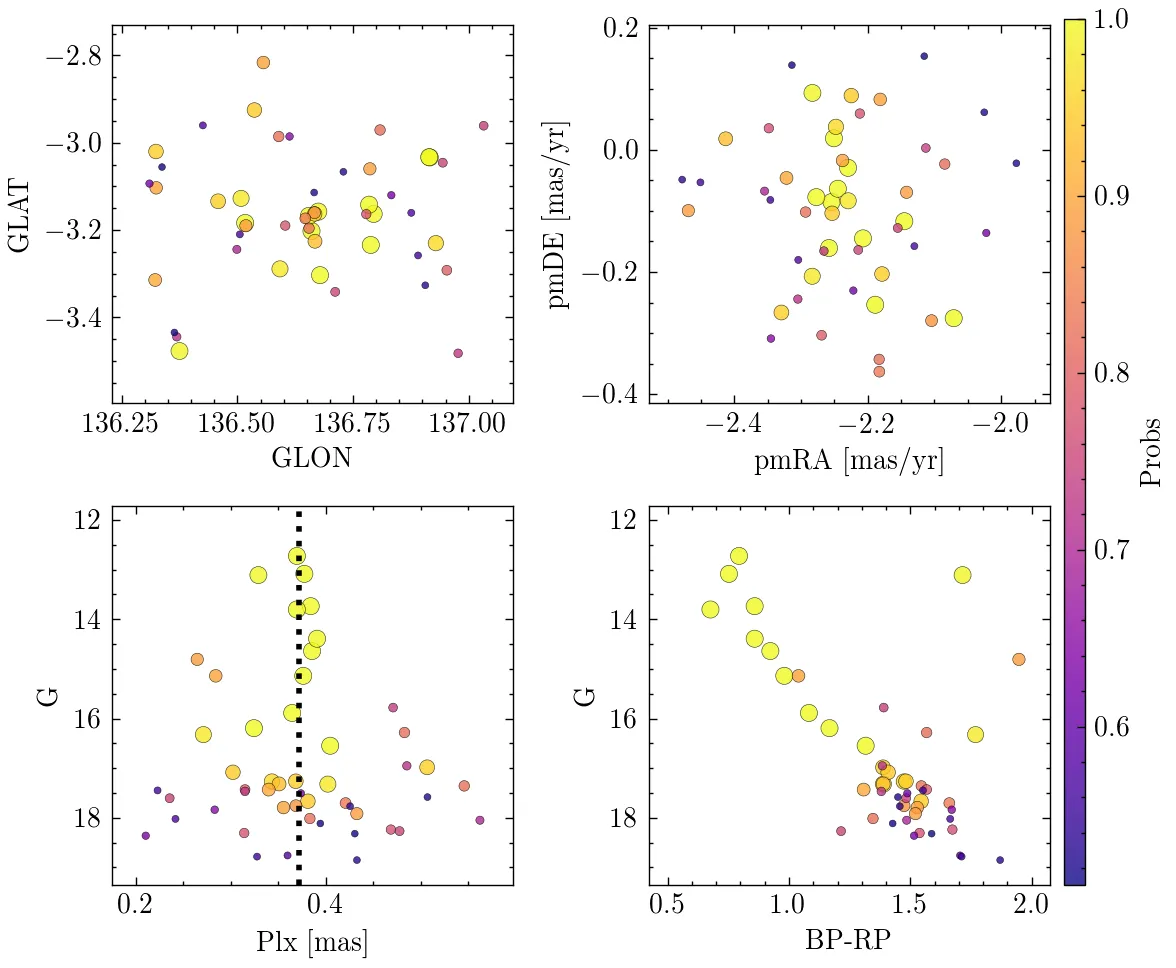 −2.8
−3.0
−3.2
−3.4
GLAT
136.25 136.50 136.75 137.00
GLON
0.2
0.0
−0.2
−0.4
pmDE [mas/yr]
−2.4 −2.2 −2.0
pmRA [mas/yr]
1.0
0.9
0.8
0.7
0.6
Probs
12
14
16
18
G
0.2 0.4
Plx [mas]
12
14
16
18
G
0.5 1.0 1.5 2.0
BP-RP